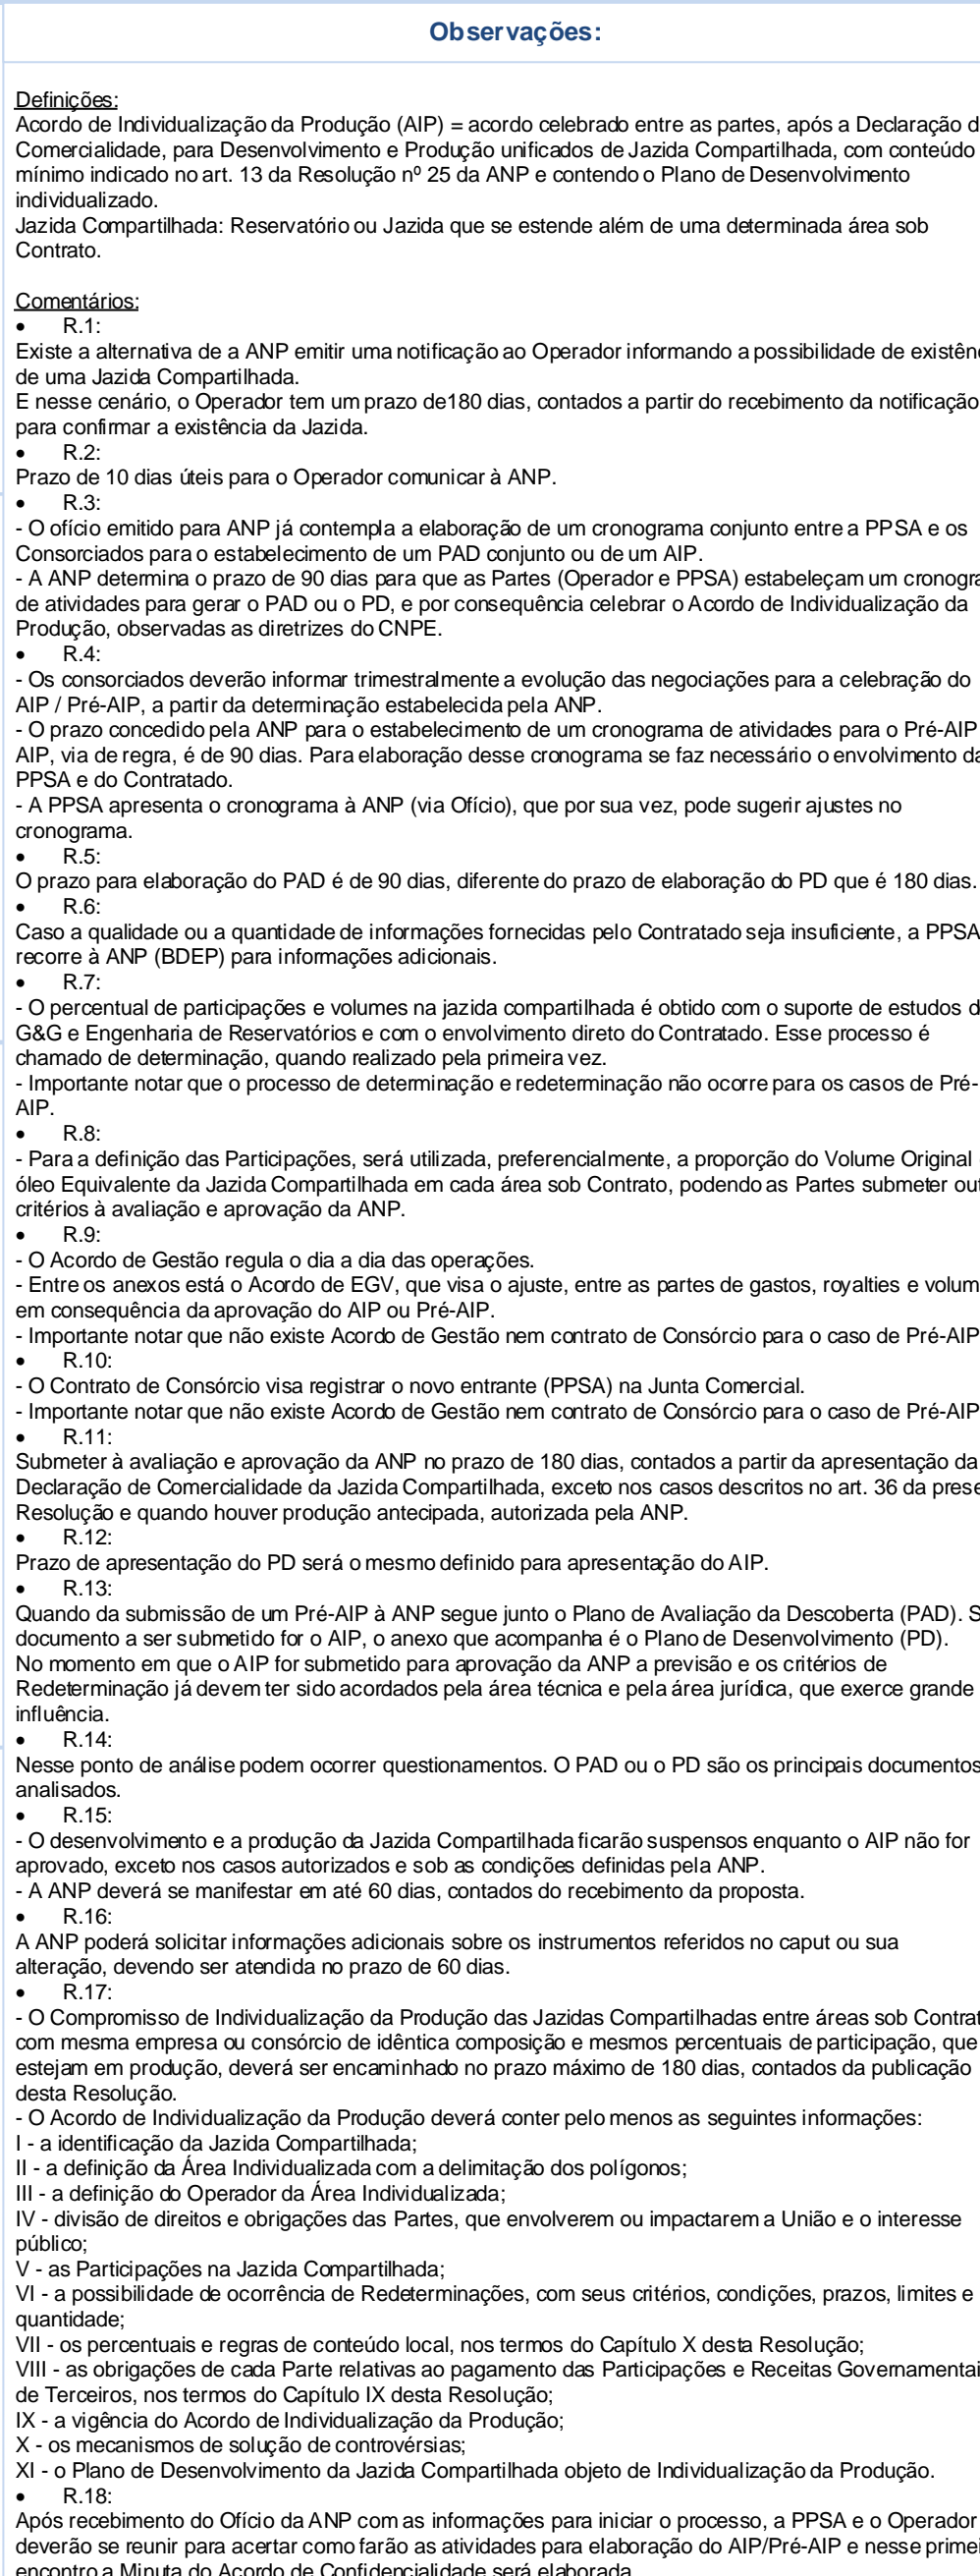 Observações:
Definições:
Acordo de Individualização da Produção (AIP) = acordo celebrado entre as partes, após a Declaração d
Comercialidade, para Desenvolvimento e Produção unificados de Jazida Compartilhada, com conteúdo
mínimo indicado no art. 13 da Resolução nº 25 da ANP e contendo o Plano de Desenvolvimento
individualizado.
Jazida Compartilhada: Reservatório ou Jazida que se estende além de uma determinada área sob
Contrato.
Comentários:
• R.1:
Existe a alternativa de a ANP emitir uma notificação ao Operador informando a possibilidade de existên
de uma Jazida Compartilhada.
E nesse cenário, o Operador tem um prazo de180 dias, contados a partir do recebimento da notificação
para confirmar a existência da Jazida.
• R.2:
Prazo de 10 dias úteis para o Operador comunicar à ANP.
• R.3:
- O ofício emitido para ANP já contempla a elaboração de um cronograma conjunto entre a PPSA e os
Consorciados para o estabelecimento de um PAD conjunto ou de um AIP.
- A ANP determina o prazo de 90 dias para que as Partes (Operador e PPSA) estabeleçam um cronogra
de atividades para gerar o PAD ou o PD, e por consequência celebrar o Acordo de Individualização da
Produção, observadas as diretrizes do CNPE.
• R.4:
- Os consorciados deverão informar trimestralmente a evolução das negociações para a celebração do
AIP / Pré-AIP, a partir da determinação estabelecida pela ANP.
- O prazo concedido pela ANP para o estabelecimento de um cronograma de atividades para o Pré-AIP
AIP, via de regra, é de 90 dias. Para elaboração desse cronograma se faz necessário o envolvimento da
PPSA e do Contratado.
- A PPSA apresenta o cronograma à ANP (via Ofício), que por sua vez, pode sugerir ajustes no
cronograma.
• R.5:
O prazo para elaboração do PAD é de 90 dias, diferente do prazo de elaboração do PD que é 180 dias.
• R.6:
Caso a qualidade ou a quantidade de informações fornecidas pelo Contratado seja insuficiente, a PPSA
recorre à ANP (BDEP) para informações adicionais.
• R.7:
- O percentual de participações e volumes na jazida compartilhada é obtido com o suporte de estudos d
G&G e Engenharia de Reservatórios e com o envolvimento direto do Contratado. Esse processo é
chamado de determinação, quando realizado pela primeira vez.
- Importante notar que o processo de determinação e redeterminação não ocorre para os casos de Pré-
AIP.
• R.8:
- Para a definição das Participações, será utilizada, preferencialmente, a proporção do Volume Original
óleo Equivalente da Jazida Compartilhada em cada área sob Contrato, podendo as Partes submeter out
critérios à avaliação e aprovação da ANP.
• R.9:
- O Acordo de Gestão regula o dia a dia das operações.
- Entre os anexos está o Acordo de EGV, que visa o ajuste, entre as partes de gastos, royalties e volum
em consequência da aprovação do AIP ou Pré-AIP.
- Importante notar que não existe Acordo de Gestão nem contrato de Consórcio para o caso de Pré-AIP
• R.10:
- O Contrato de Consórcio visa registrar o novo entrante (PPSA) na Junta Comercial.
- Importante notar que não existe Acordo de Gestão nem contrato de Consórcio para o caso de Pré-AIP
• R.11:
Submeter à avaliação e aprovação da ANP no prazo de 180 dias, contados a partir da apresentação da
Declaração de Comercialidade da Jazida Compartilhada, exceto nos casos descritos no art. 36 da prese
Resolução e quando houver produção antecipada, autorizada pela ANP.
• R.12:
Prazo de apresentação do PD será o mesmo definido para apresentação do AIP.
• R.13:
Quando da submissão de um Pré-AIP à ANP segue junto o Plano de Avaliação da Descoberta (PAD). S
documento a ser submetido for o AIP, o anexo que acompanha é o Plano de Desenvolvimento (PD).
No momento em que o AIP for submetido para aprovação da ANP a previsão e os critérios de
Redeterminação já devem ter sido acordados pela área técnica e pela área jurídica, que exerce grande
influência.
• R.14:
Nesse ponto de análise podem ocorrer questionamentos. O PAD ou o PD são os principais documentos
analisados.
• R.15:
- O desenvolvimento e a produção da Jazida Compartilhada ficarão suspensos enquanto o AIP não for
aprovado, exceto nos casos autorizados e sob as condições definidas pela ANP.
- A ANP deverá se manifestar em até 60 dias, contados do recebimento da proposta.
• R.16:
A ANP poderá solicitar informações adicionais sobre os instrumentos referidos no caput ou sua
alteração, devendo ser atendida no prazo de 60 dias.
• R.17:
- O Compromisso de Individualização da Produção das Jazidas Compartilhadas entre áreas sob Contrat
com mesma empresa ou consórcio de idêntica composição e mesmos percentuais de participação, que
estejam em produção, deverá ser encaminhado no prazo máximo de 180 dias, contados da publicação
desta Resolução.
- O Acordo de Individualização da Produção deverá conter pelo menos as seguintes informações:
I - a identificação da Jazida Compartilhada;
II - a definição da Área Individualizada com a delimitação dos polígonos;
III - a definição do Operador da Área Individualizada;
IV - divisão de direitos e obrigações das Partes, que envolverem ou impactarem a União e o interesse
público;
V - as Participações na Jazida Compartilhada;
VI - a possibilidade de ocorrência de Redeterminações, com seus critérios, condições, prazos, limites e
quantidade;
VII - os percentuais e regras de conteúdo local, nos termos do Capítulo X desta Resolução;
VIII - as obrigações de cada Parte relativas ao pagamento das Participações e Receitas Governamentai
de Terceiros, nos termos do Capítulo IX desta Resolução;
IX - a vigência do Acordo de Individualização da Produção;
X - os mecanismos de solução de controvérsias;
XI - o Plano de Desenvolvimento da Jazida Compartilhada objeto de Individualização da Produção.
• R.18:
Após recebimento do Ofício da ANP com as informações para iniciar o processo, a PPSA e o Operador
deverão se reunir para acertar como farão as atividades para elaboração do AIP/Pré-AIP e nesse primei
encontro a Minuta do Acordo de Confidencialidade será elaborada